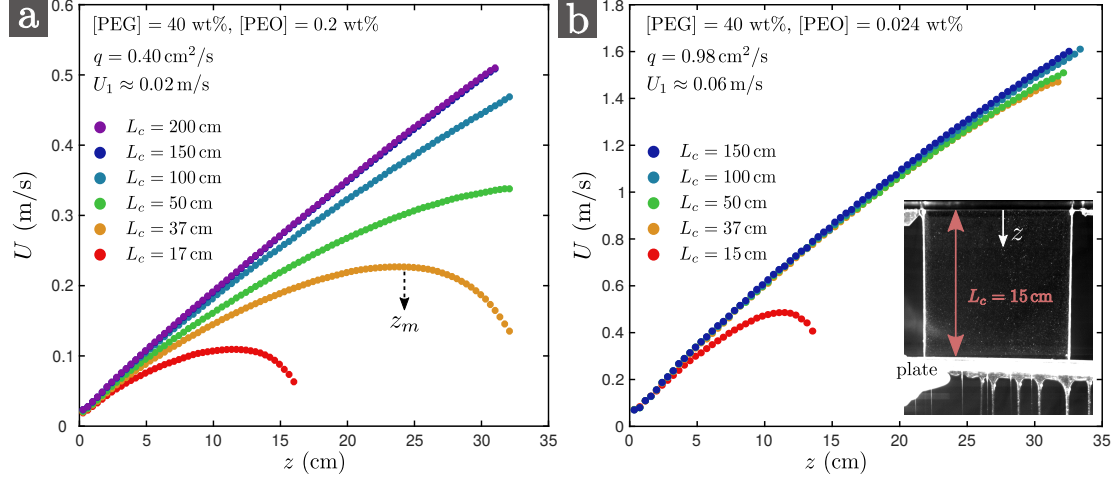 a
[PEG] = 40 wt%, [PEO] = 0.2 wt%
q = 0.40 cm²/s
U₁ ≈ 0.02 m/s
L_c = 200 cm
L_c = 150 cm
L_c = 100 cm
L_c = 50 cm
L_c = 37 cm
L_c = 17 cm
z_m
U (m/s)
0.6
0.5
0.4
0.3
0.2
0.1
0
0 5 10 15 20 25 30 35
z (cm)
b
[PEG] = 40 wt%, [PEO] = 0.024 wt%
q = 0.98 cm²/s
U₁ ≈ 0.06 m/s
L_c = 150 cm
L_c = 100 cm
L_c = 50 cm
L_c = 37 cm
L_c = 15 cm
z
L_c = 15 cm
plate
U (m/s)
1.8
1.6
1.4
1.2
1
0.8
0.6
0.4
0.2
0
0 5 10 15 20 25 30 35
z (cm)